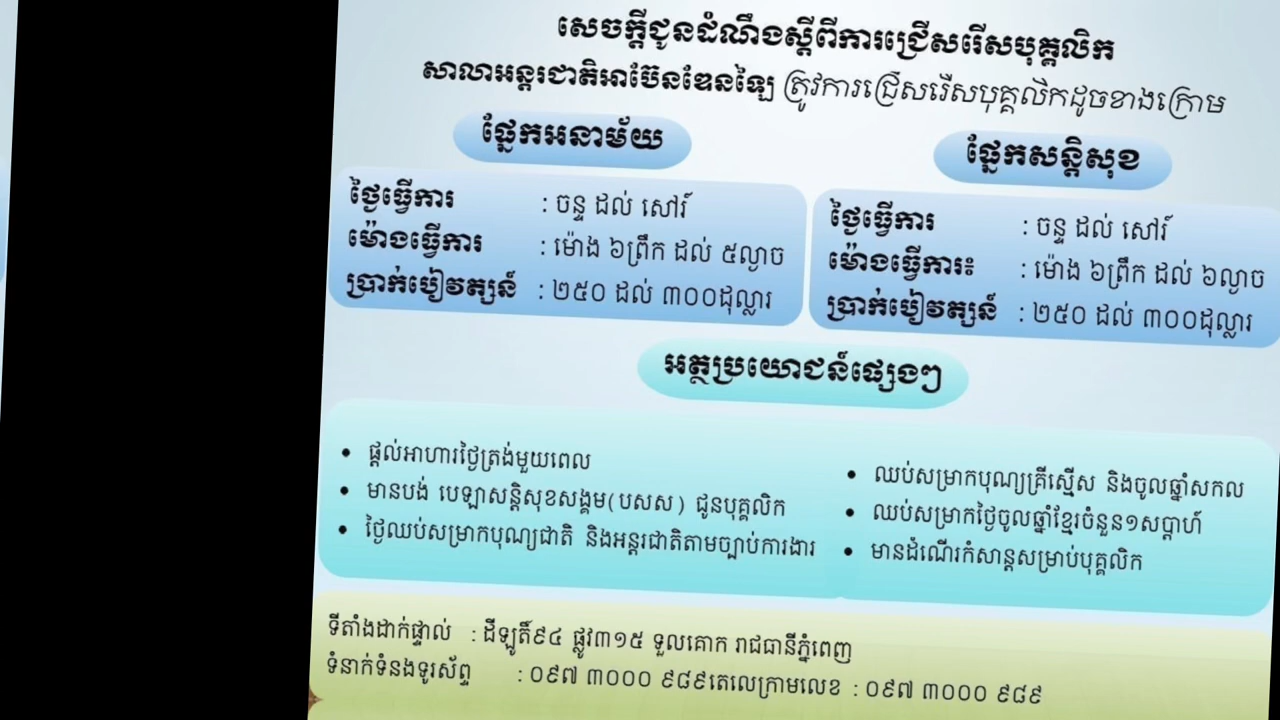 សេចក្តីជូនដំណឹងស្តីពីការជ្រើសរើសបុគ្គលិក
សាលាអន្តរជាតិអាប៊ែនឌែនឡៃ ត្រូវការជ្រើសរើសបុគ្គលិកដូចខាងក្រោម
ផ្នែកអនាម័យ
ថ្ងៃធ្វើការ : ចន្ទ ដល់ សៅរ៍
ម៉ោងធ្វើការ : ម៉ោង ៦ព្រឹក ដល់ ៥ល្ងាច
ប្រាក់បៀវត្សន៍ : ២៥០ ដល់ ៣០០ដុល្លារ
ផ្នែកសន្តិសុខ
ថ្ងៃធ្វើការ : ចន្ទ ដល់ សៅរ៍
ម៉ោងធ្វើការ៖ : ម៉ោង ៦ព្រឹក ដល់ ៦ល្ងាច
ប្រាក់បៀវត្សន៍ : ២៥០ ដល់ ៣០០ដុល្លារ
អត្ថប្រយោជន៍ផ្សេងៗ
• ផ្តល់អាហារថ្ងៃត្រង់មួយពេល
• មានបង់ បេឡាសន្តិសុខសង្គម(បសស) ជូនបុគ្គលិក
• ថ្ងៃឈប់សម្រាកបុណ្យជាតិ និងអន្តរជាតិតាមច្បាប់ការងារ
• ឈប់សម្រាកបុណ្យគ្រីស្មើស និងចូលឆ្នាំសកល
• ឈប់សម្រាកថ្ងៃចូលឆ្នាំខ្មែរចំនួន១សប្តាហ៍
• មានដំណើរកំសាន្តសម្រាប់បុគ្គលិក
ទីតាំងដាក់ផ្ទាល់ : ដីឡូតិ៍៩៤ ផ្លូវ៣១៥ ទួលគោក រាជធានីភ្នំពេញ
ទំនាក់ទំនងទូរស័ព្ទ : ០៩៧ ៣០០០ ៩៨៩តេលេក្រាមលេខ : ០៩៧ ៣០០០ ៩៨៩